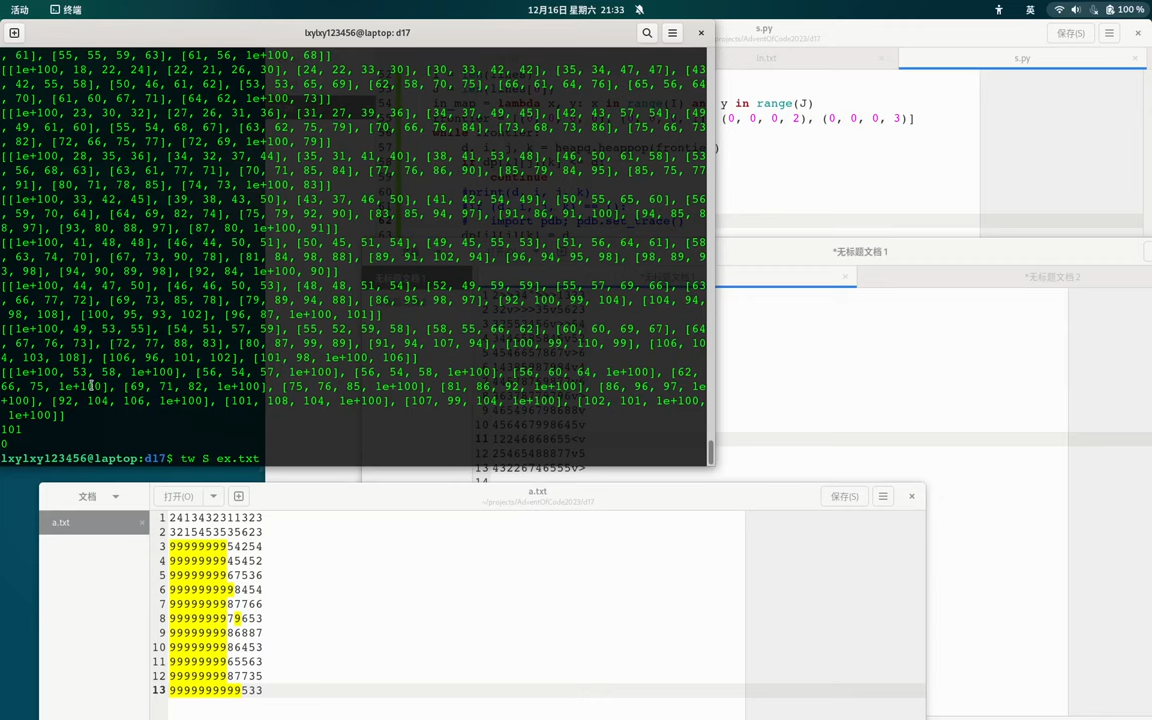 活动 终端 12月16日 星期六 21:33 英 100 %
lxylxy123456@laptop: d17
, 61], [55, 55, 59, 63], [61, 56, 1e+100, 68]]
[[1e+100, 18, 22, 24], [22, 21, 26, 30], [24, 22, 33, 30], [30, 33, 42, 42], [35, 34, 47, 47], [43
, 42, 55, 58], [50, 46, 61, 62], [53, 53, 65, 69], [62, 58, 70, 75], [66, 61, 64, 76], [65, 56, 64
, 70], [61, 60, 67, 71], [64, 62, 1e+100, 73]]
[[1e+100, 23, 30, 32], [27, 26, 31, 36], [31, 27, 39, 36], [34, 37, 49, 45], [42, 43, 57, 54], [49
, 49, 61, 60], [55, 54, 68, 67], [63, 62, 75, 79], [70, 66, 76, 84], [73, 68, 73, 86], [75, 66, 73
, 82], [72, 66, 75, 77], [72, 69, 1e+100, 79]]
[[1e+100, 28, 35, 36], [34, 32, 37, 44], [35, 31, 41, 40], [38, 41, 53, 48], [46, 50, 61, 58], [53
, 56, 68, 63], [63, 61, 77, 71], [70, 71, 85, 84], [77, 76, 86, 90], [85, 79, 84, 95], [85, 75, 77
, 91], [80, 71, 78, 85], [74, 73, 1e+100, 83]]
[[1e+100, 33, 42, 45], [39, 38, 43, 50], [43, 37, 46, 50], [41, 42, 54, 49], [50, 55, 65, 60], [56
, 59, 70, 64], [64, 69, 82, 74], [75, 79, 92, 90], [83, 85, 94, 97], [91, 86, 91, 100], [94, 85, 8
8, 97], [93, 80, 88, 97], [87, 80, 1e+100, 91]]
[[1e+100, 41, 48, 48], [46, 44, 50, 51], [50, 45, 51, 54], [49, 45, 55, 53], [51, 56, 64, 61], [58
, 63, 74, 70], [67, 73, 90, 78], [81, 84, 98, 88], [89, 91, 102, 94], [96, 94, 95, 98], [98, 89, 9
3, 98], [94, 90, 89, 98], [92, 84, 1e+100, 90]]
[[1e+100, 44, 47, 50], [46, 46, 50, 53], [48, 48, 51, 54], [52, 49, 59, 59], [55, 57, 69, 66], [63
, 66, 77, 72], [69, 73, 85, 78], [79, 89, 94, 88], [86, 95, 98, 97], [92, 100, 99, 104], [104, 94,
98, 108], [100, 95, 93, 102], [96, 87, 1e+100, 101]]
[[1e+100, 49, 53, 55], [54, 51, 57, 59], [55, 52, 59, 58], [58, 55, 66, 62], [60, 60, 69, 67], [64
, 67, 76, 73], [72, 77, 88, 83], [80, 87, 99, 89], [91, 94, 107, 94], [100, 99, 110, 99], [106, 10
4, 103, 108], [106, 96, 101, 102], [101, 98, 1e+100, 106]]
[[1e+100, 53, 58, 1e+100], [56, 54, 57, 1e+100], [56, 54, 58, 1e+100], [56, 60, 64, 1e+100], [62,
66, 75, 1e+100], [69, 71, 82, 1e+100], [75, 76, 85, 1e+100], [81, 86, 92, 1e+100], [86, 96, 97, 1e
+100], [92, 104, 106, 1e+100], [101, 108, 104, 1e+100], [107, 99, 104, 1e+100], [102, 101, 1e+100,
1e+100]]
101
0
lxylxy123456@laptop:d17$ tw S ex.txt
s.py
保存(S)
in.txt
s.py
y in range(J)
(0, 0, 0, 2), (0, 0, 0, 3)]
*无标题文档 1
*无标题文档 2
文档
打开(O)
a.txt
~/projects/AdventOfCode2023/d17
保存(S)
a.txt
1 2413432311323
2 3215453535623
3 9999999954254
4 9999999945452
5 9999999967536
6 9999999998454
7 9999999987766
8 9999999979653
9 9999999986887
10 9999999986453
11 9999999965563
12 9999999987735
13 9999999999533